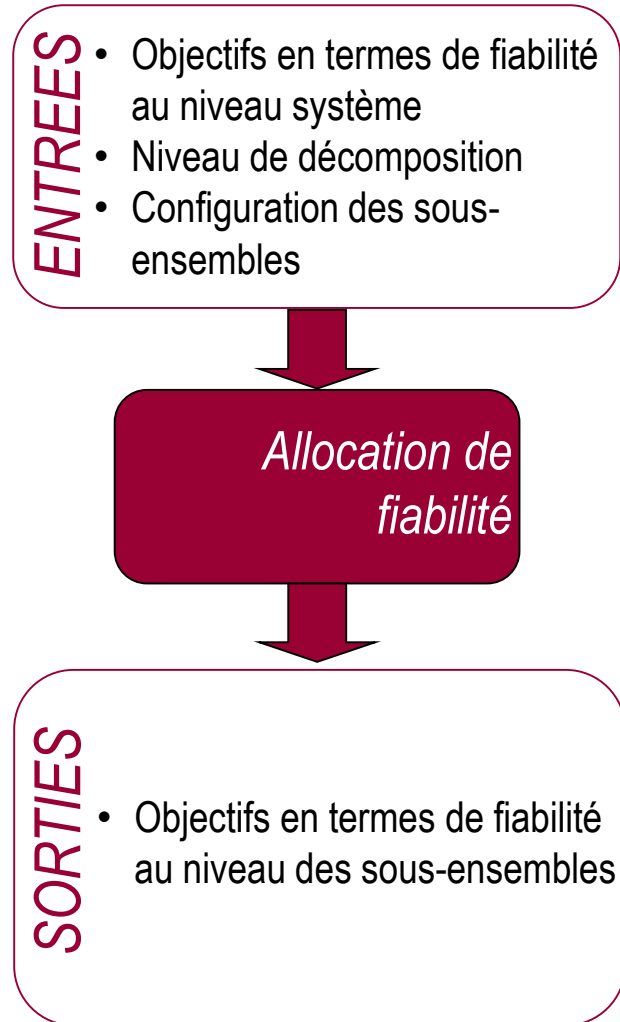 ENTREES
• Objectifs en termes de fiabilité
au niveau système
• Niveau de décomposition
• Configuration des sous-
ensembles
Allocation de
fiabilité
SORTIES
• Objectifs en termes de fiabilité
au niveau des sous-ensembles